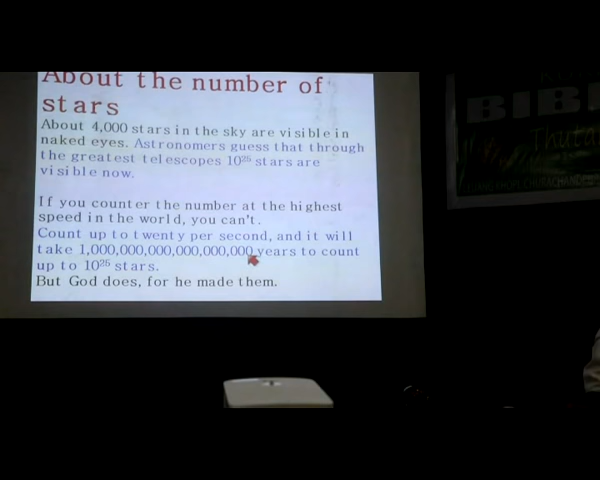 About the number of
stars
About 4,000 stars in the sky are visible in
naked eyes. Astronomers guess that through
the greatest telescopes 10²⁵ stars are
visible now.
If you counter the number at the highest
speed in the world, you can't.
Count up to twenty per second, and it will
take 1,000,000,000,000,000,000 years to count
up to 10²⁵ stars.
But God does, for he made them.
BIB
Thuta